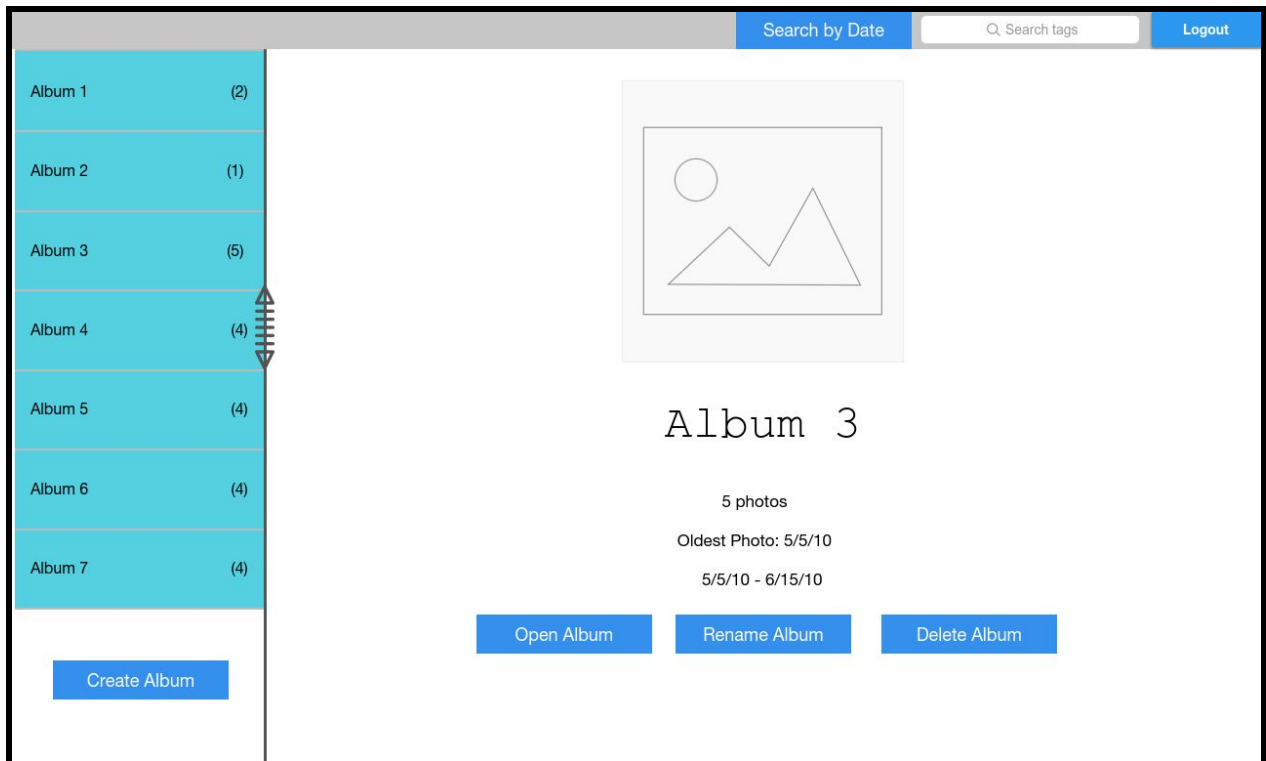 Search by Date
Search tags
Logout
Album 1 (2)
Album 2 (1)
Album 3 (5)
Album 4 (4)
Album 5 (4)
Album 6 (4)
Album 7 (4)
Create Album
Album 3
5 photos
Oldest Photo: 5/5/10
5/5/10 - 6/15/10
Open Album
Rename Album
Delete Album